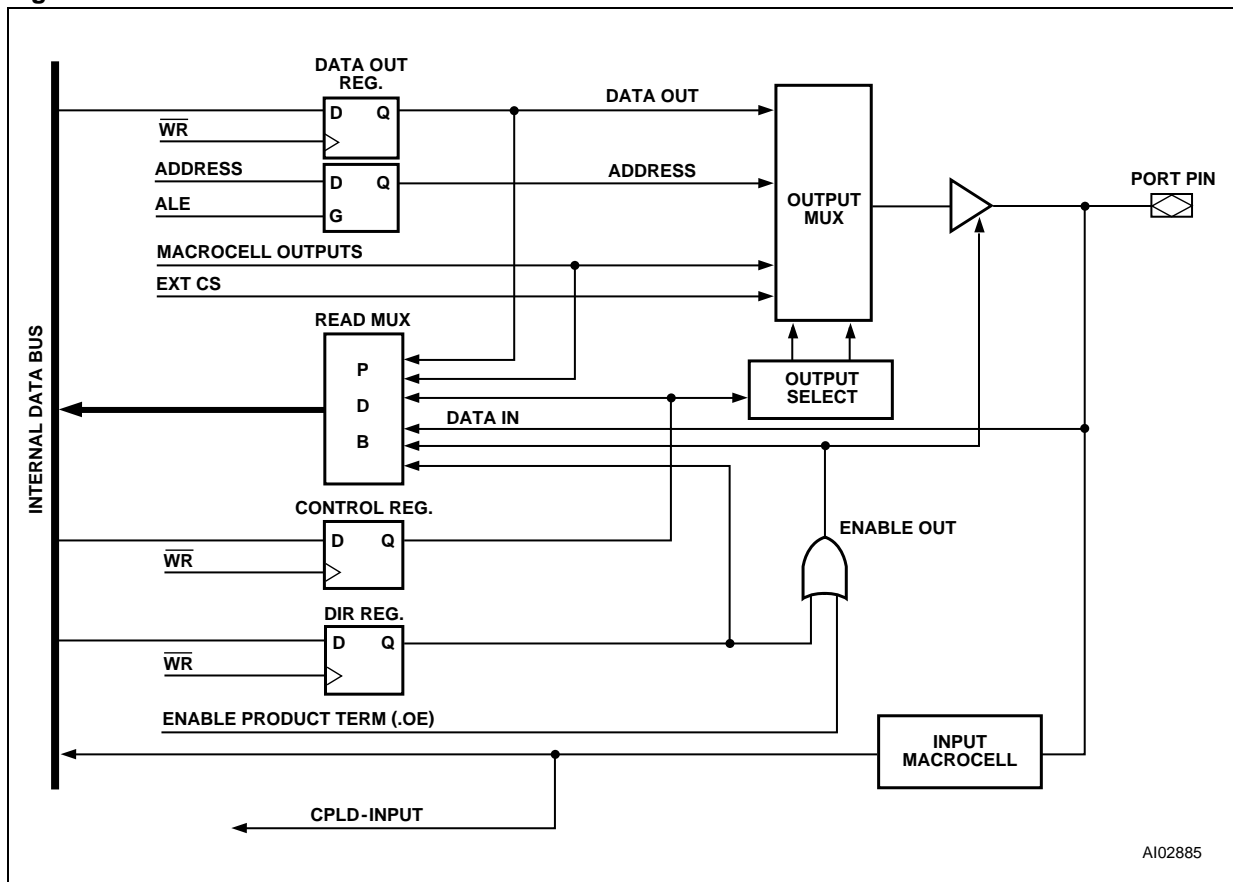 DATA OUT
REG.
D Q
WR
DATA OUT
ADDRESS
ALE
D Q
G
ADDRESS
OUTPUT
MUX
PORT PIN
MACROCELL OUTPUTS
EXT CS
READ MUX
P
D
B
OUTPUT
SELECT
DATA IN
INTERNAL DATA BUS
CONTROL REG.
D Q
WR
ENABLE OUT
DIR REG.
D Q
WR
ENABLE PRODUCT TERM (.OE)
INPUT
MACROCELL
CPLD-INPUT
AI02885